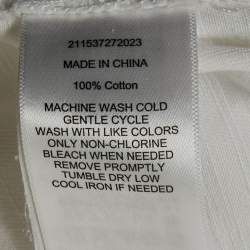 211537272023
MADE IN CHINA
100% Cotton
MACHINE WASH COLD
GENTLE CYCLE
WASH WITH LIKE COLORS
ONLY NON-CHLORINE
BLEACH WHEN NEEDED
REMOVE PROMPTLY
TUMBLE DRY LOW
COOL IRON IF NEEDED